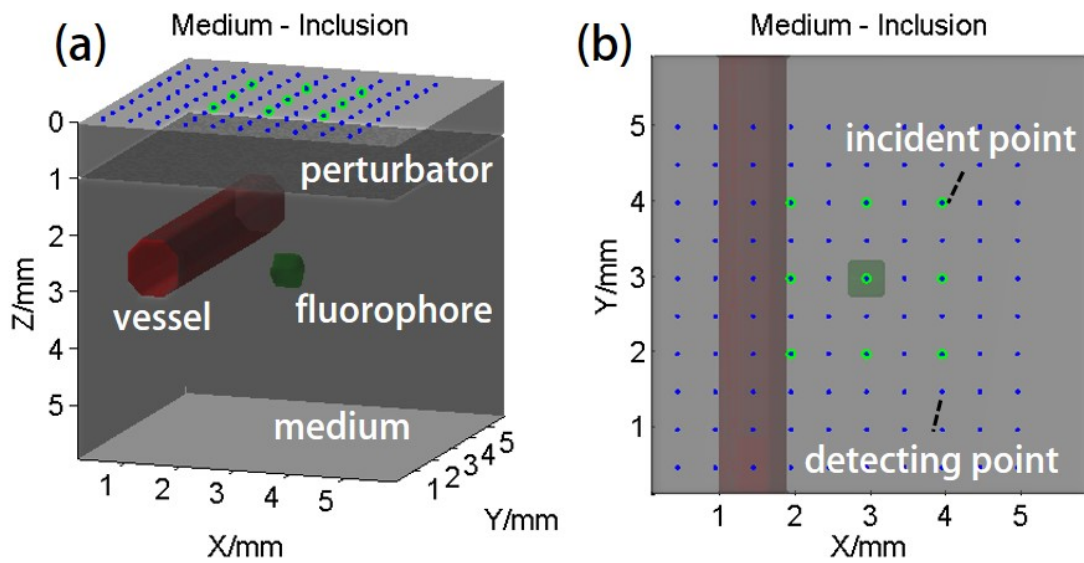 (a)
Medium - Inclusion
0
1
2
3
4
5
Z/mm
perturbator
vessel
fluorophore
medium
1
2
3
4
5
X/mm
1
2
3
4
5
Y/mm
(b)
Medium - Inclusion
5
4
3
2
1
Y/mm
incident point
detecting point
1
2
3
4
5
X/mm